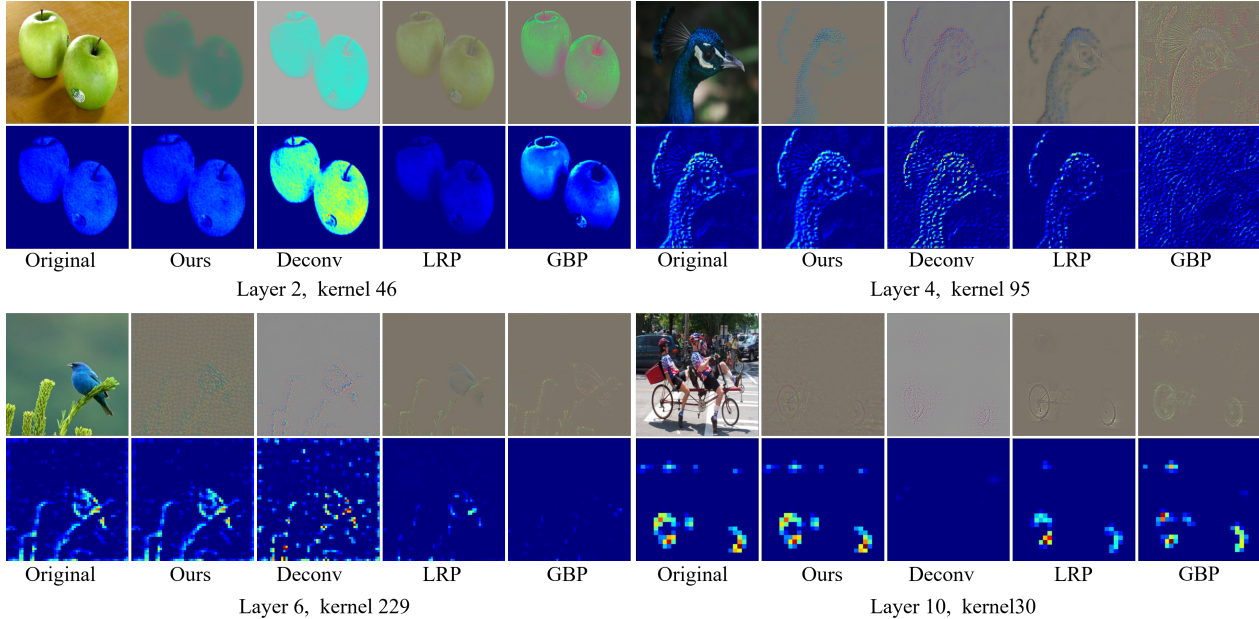 Original Ours Deconv LRP GBP Original Ours Deconv LRP GBP
Layer 2, kernel 46 Layer 4, kernel 95
Original Ours Deconv LRP GBP Original Ours Deconv LRP GBP
Layer 6, kernel 229 Layer 10, kernel30